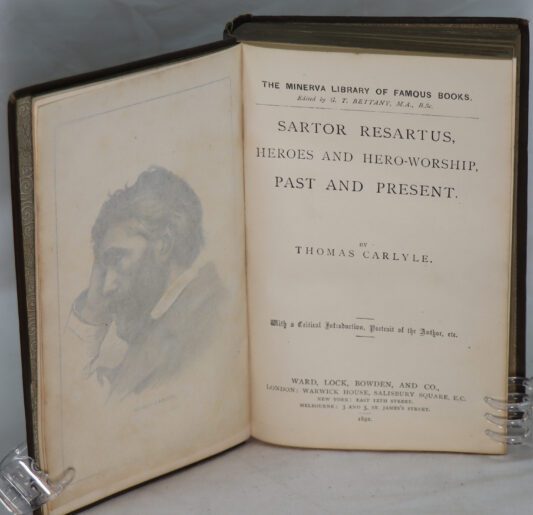 THE MINERVA LIBRARY OF FAMOUS BOOKS.
Edited by G. T. BETTANY, M.A., B.Sc.
SARTOR RESARTUS,
HEROES AND HERO-WORSHIP,
PAST AND PRESENT.
BY
THOMAS CARLYLE.
With a Critical Introduction, Portrait of the Author, etc.
WARD, LOCK, BOWDEN, AND CO.,
LONDON: WARWICK HOUSE, SALISBURY SQUARE, E.C.
NEW YORK: EAST 12TH STREET.
MELBOURNE: 3 AND 5, ST. JAMES'S STREET.